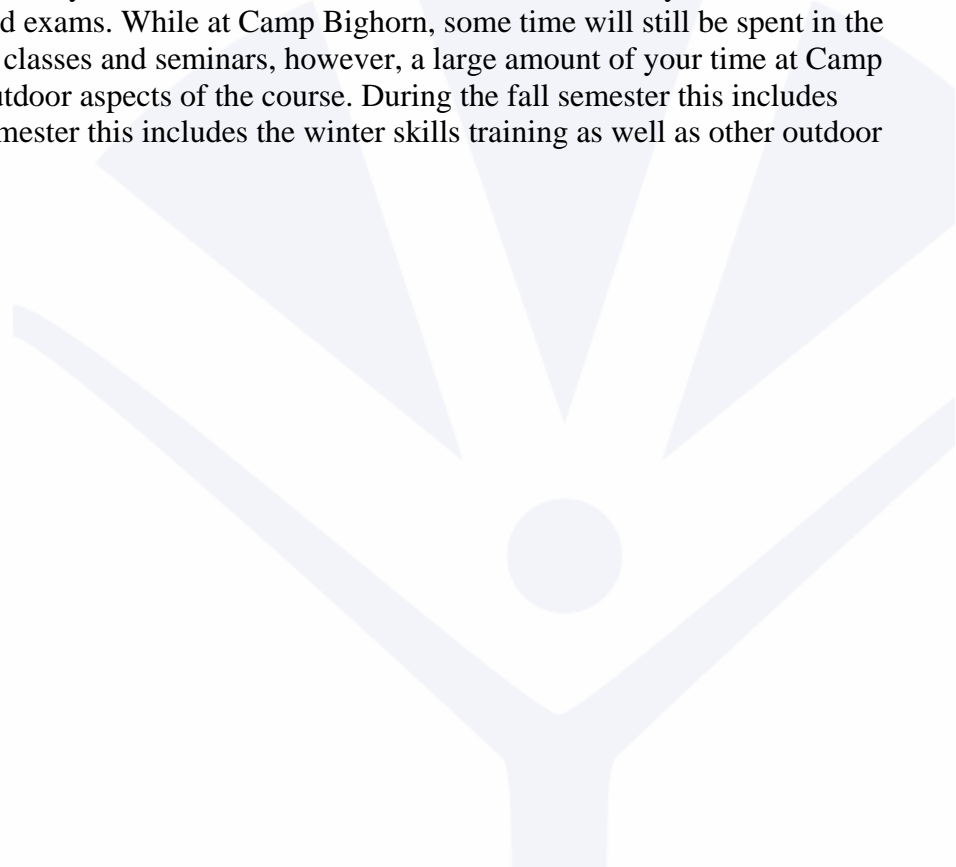 d exams. While at Camp Bighorn, some time will still be spent in the
classes and seminars, however, a large amount of your time at Camp
utdoor aspects of the course. During the fall semester this includes
mester this includes the winter skills training as well as other outdoor